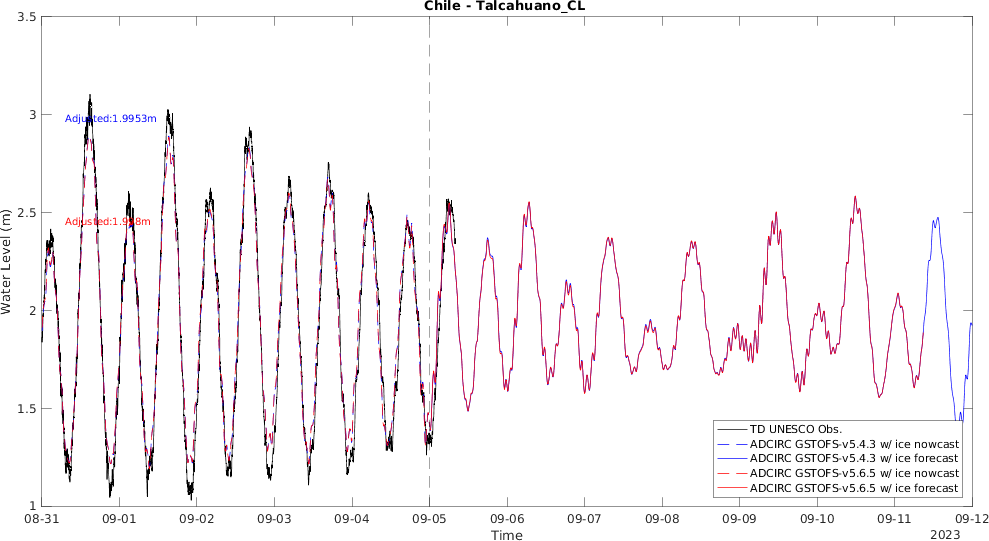 Chile - Talcahuano_CL
3.5
3
2.5
2
1.5
1
Water Level (m)
Adjusted:1.9953m
TD UNESCO Obs.
ADCIRC GSTOFS-v5.4.3 w/ ice nowcast
ADCIRC GSTOFS-v5.4.3 w/ ice forecast
ADCIRC GSTOFS-v5.6.5 w/ ice nowcast
ADCIRC GSTOFS-v5.6.5 w/ ice forecast
08-31 09-01 09-02 09-03 09-04 09-05 09-06 09-07 09-08 09-09 09-10 09-11 09-12
Time
2023